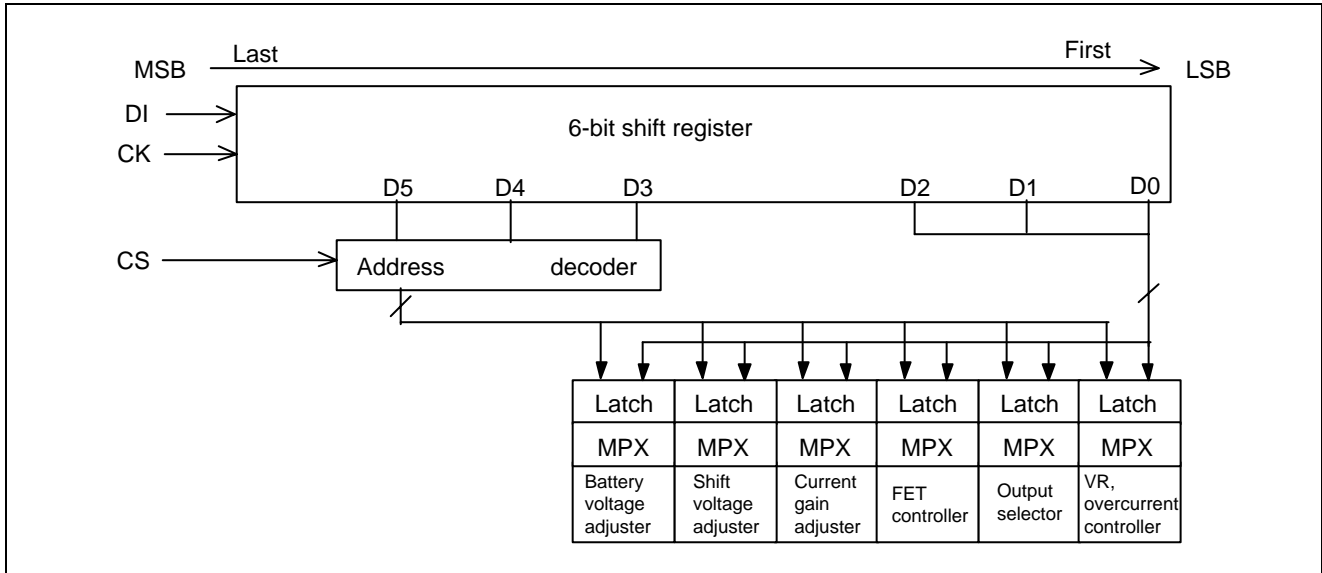 Last First
MSB LSB
DI
6-bit shift register
CK
D5 D4 D3 D2 D1 D0
CS
Address decoder
Latch Latch Latch Latch Latch Latch
MPX MPX MPX MPX MPX MPX
Battery voltage adjuster
Shift voltage adjuster
Current gain adjuster
FET controller
Output selector
VR, overcurrent controller